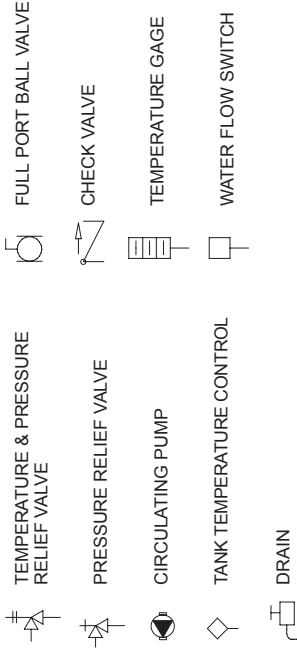 TEMPERATURE & PRESSURE
RELIEF VALVE
PRESSURE RELIEF VALVE
CIRCULATING PUMP
TANK TEMPERATURE CONTROL
DRAIN
FULL PORT BALL VALVE
CHECK VALVE
TEMPERATURE GAGE
WATER FLOW SWITCH